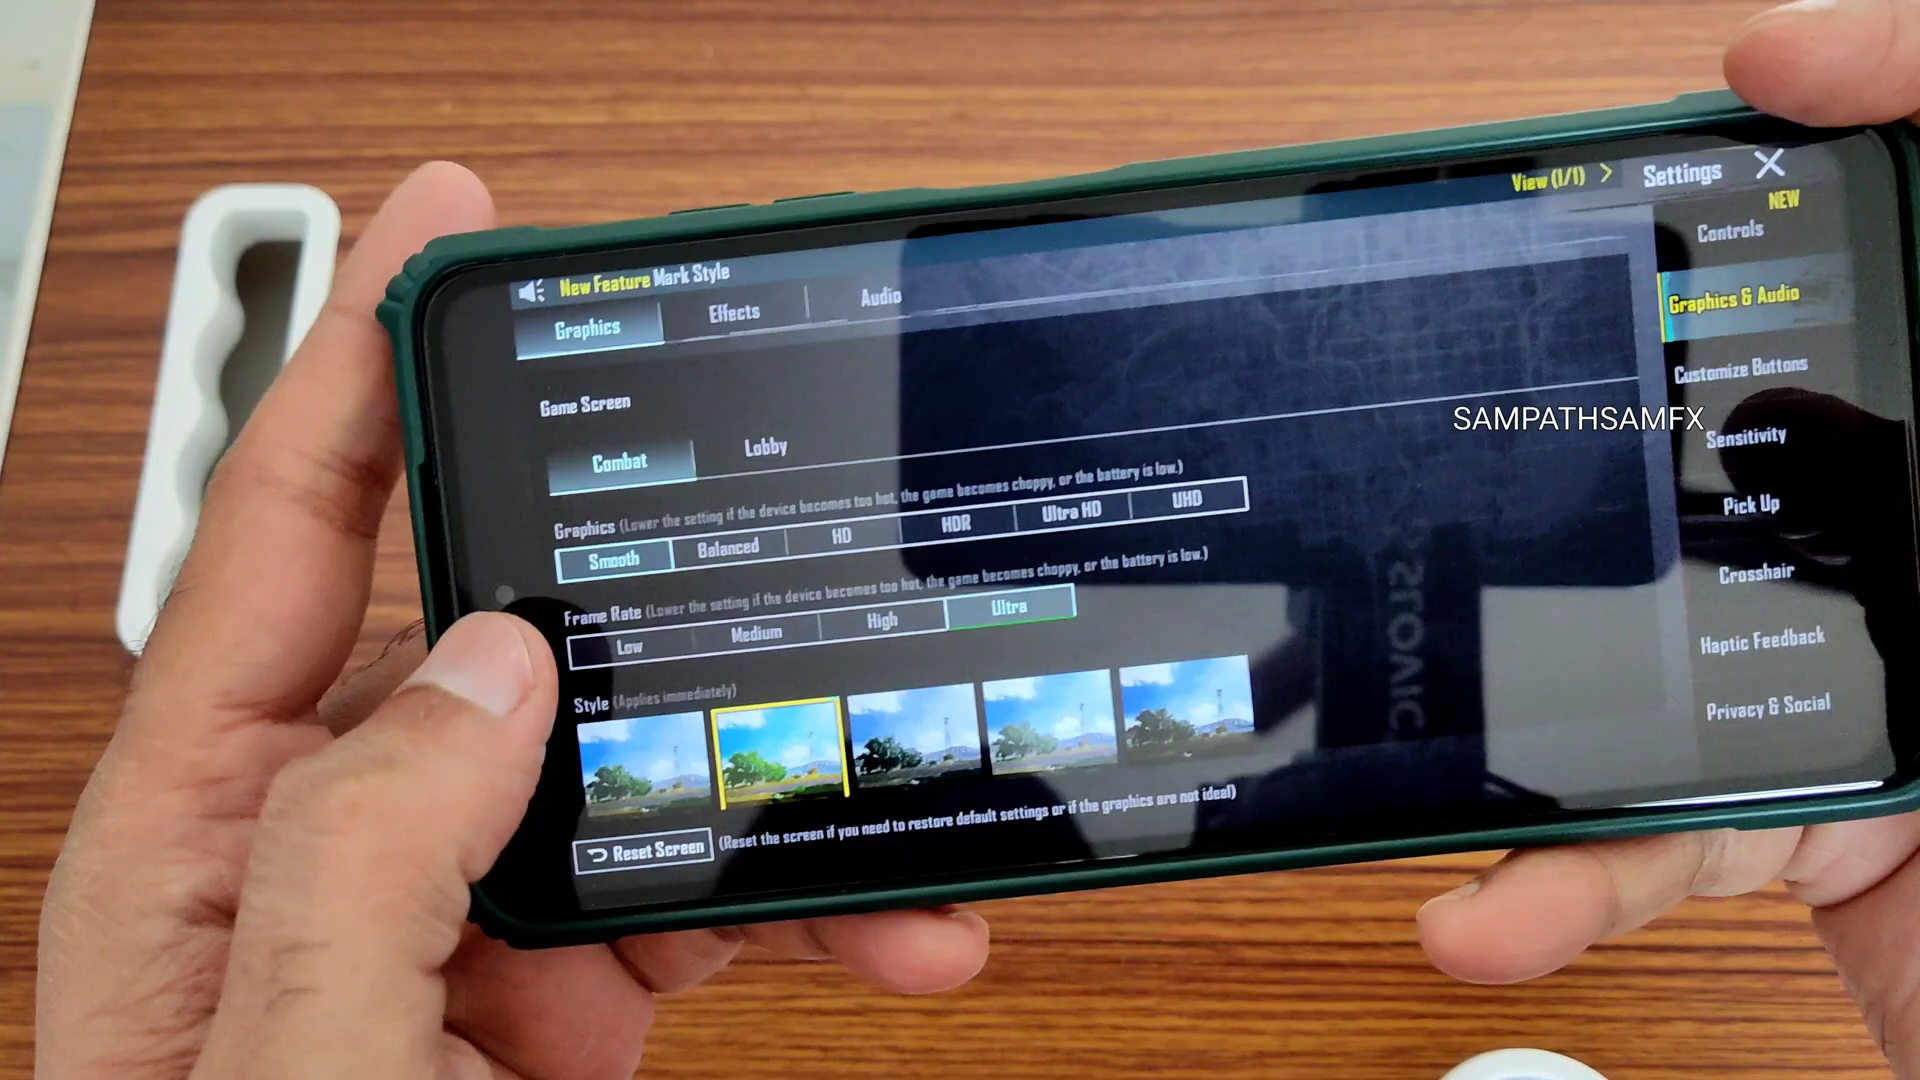 View (1/1) > Settings
NEW
New Feature Mark Style
Graphics Effects Audio
Game Screen
Combat Lobby
Graphics (Lower the setting if the device becomes too hot, the game becomes choppy, or the battery is low.)
Smooth Balanced HD HDR Ultra HD UHD
Frame Rate (Lower the setting if the device becomes too hot, the game becomes choppy, or the battery is low.)
Low Medium High Ultra
Style (Applies immediately)
Reset Screen (Reset the screen if you need to restore default settings or if the graphics are not ideal)
Controls
Graphics & Audio
Customize Buttons
SAMPATHSAMFX
Sensitivity
Pick Up
Crosshair
Haptic Feedback
Privacy & Social